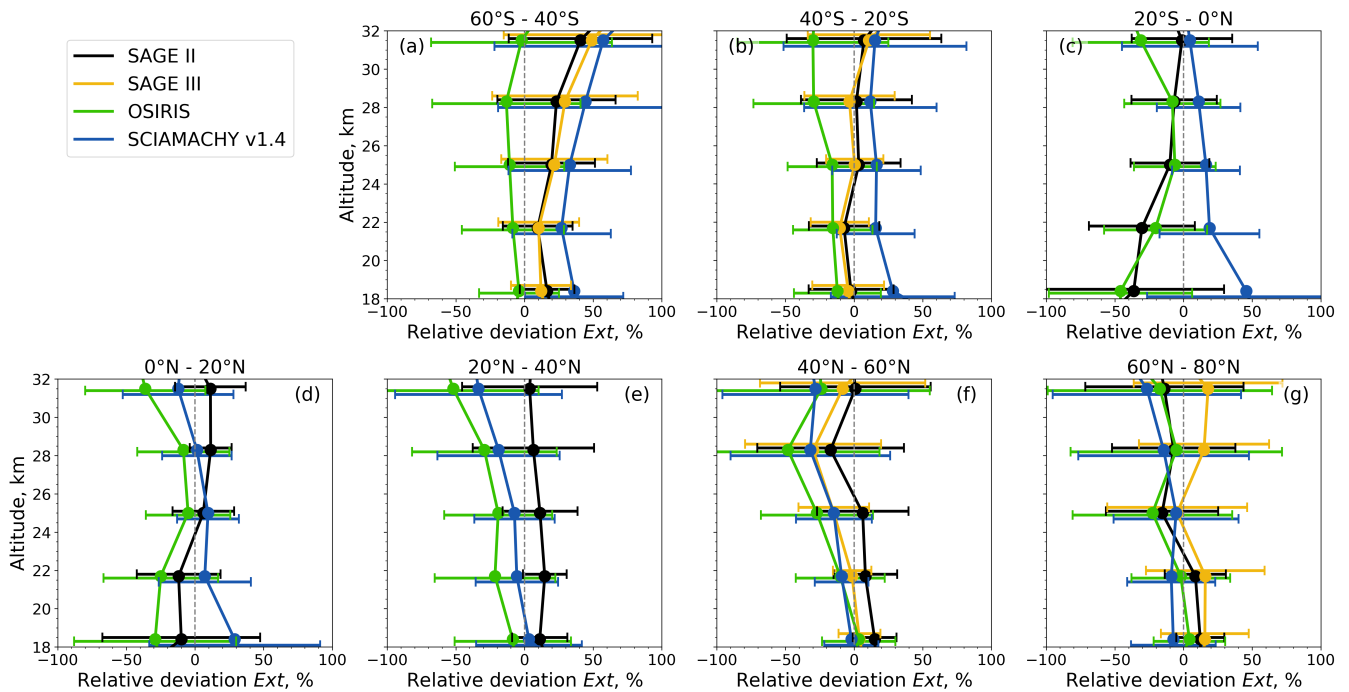 SAGE II
SAGE III
OSIRIS
SCIAMACHY v1.4
60°S - 40°S
(a)
Altitude, km
32
30
28
26
24
22
20
18
−100 −50 0 50 100
Relative deviation Ext, %
40°S - 20°S
(b)
−100 −50 0 50 100
Relative deviation Ext, %
20°S - 0°N
(c)
−100 −50 0 50 100
Relative deviation Ext, %
0°N - 20°N
(d)
Altitude, km
32
30
28
26
24
22
20
18
−100 −50 0 50 100
Relative deviation Ext, %
20°N - 40°N
(e)
−100 −50 0 50 100
Relative deviation Ext, %
40°N - 60°N
(f)
−100 −50 0 50 100
Relative deviation Ext, %
60°N - 80°N
(g)
−100 −50 0 50 100
Relative deviation Ext, %